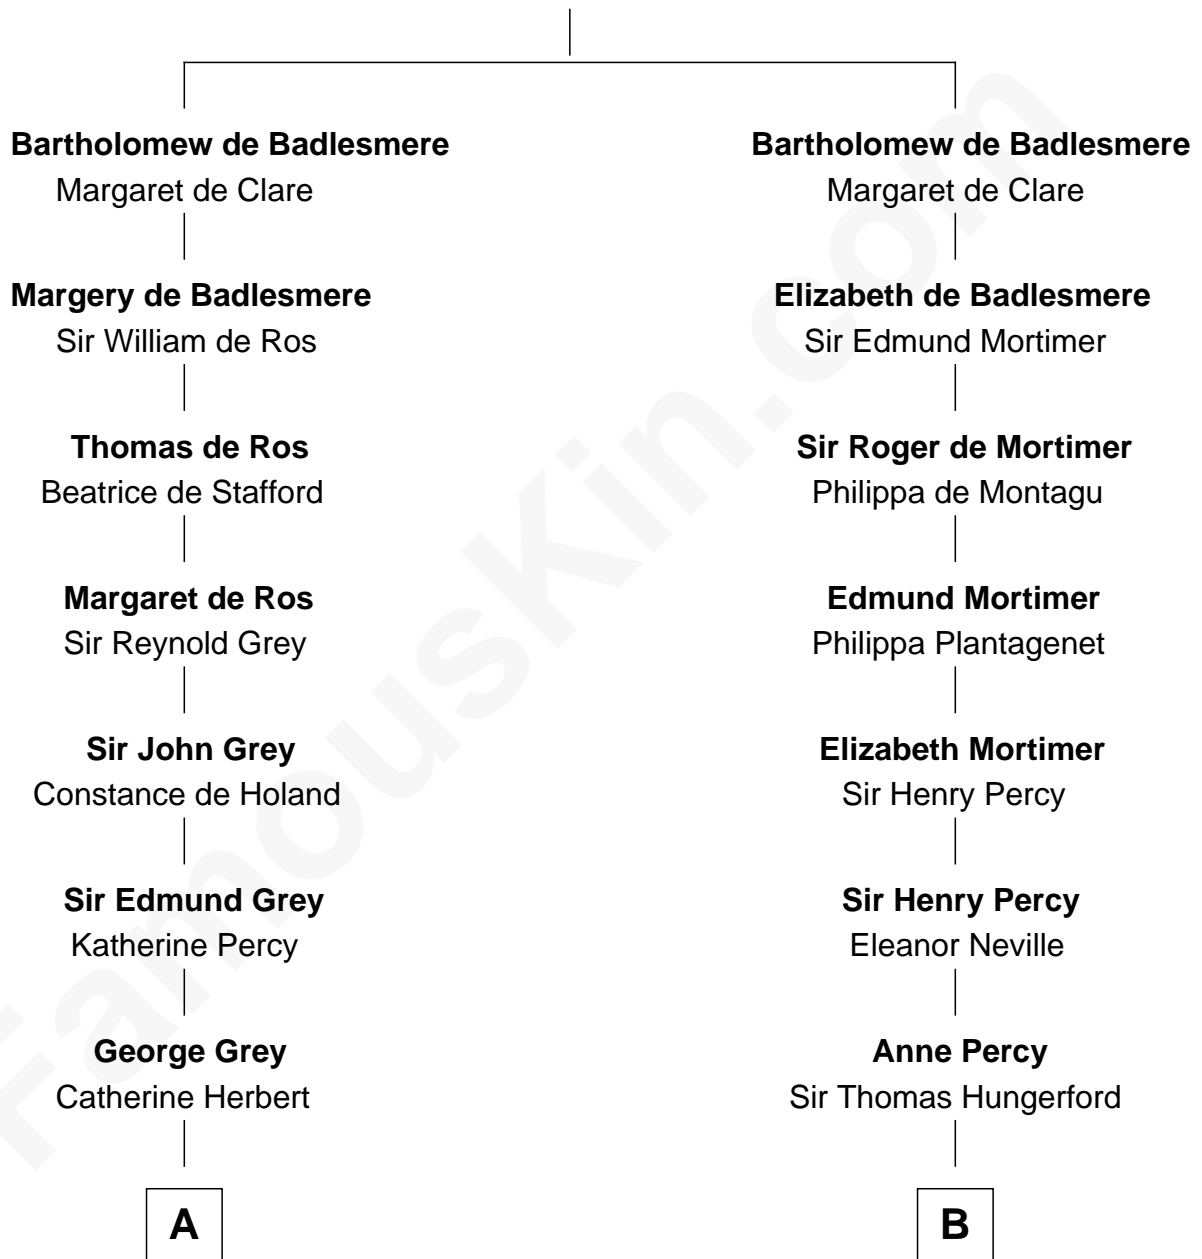 Bartholomew de Badlesmere
Margaret de Clare
Margery de Badlesmere
Sir William de Ros
Thomas de Ros
Beatrice de Stafford
Margaret de Ros
Sir Reynold Grey
Sir John Grey
Constance de Holand
Sir Edmund Grey
Katherine Percy
George Grey
Catherine Herbert
A
Bartholomew de Badlesmere
Margaret de Clare
Elizabeth de Badlesmere
Sir Edmund Mortimer
Sir Roger de Mortimer
Philippa de Montagu
Edmund Mortimer
Philippa Plantagenet
Elizabeth Mortimer
Sir Henry Percy
Sir Henry Percy
Eleanor Neville
Anne Percy
Sir Thomas Hungerford
B
FamousKin.com